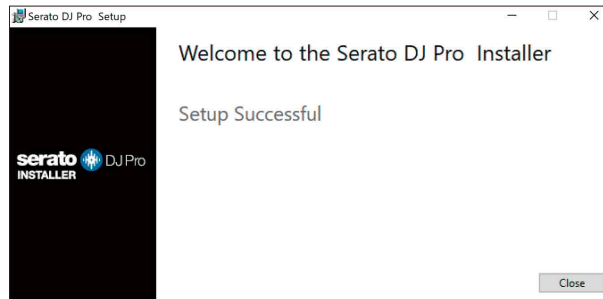 Serato DJ Pro Setup
Welcome to the Serato DJ Pro Installer
Setup Successful
serato DJ Pro
INSTALLER
Close